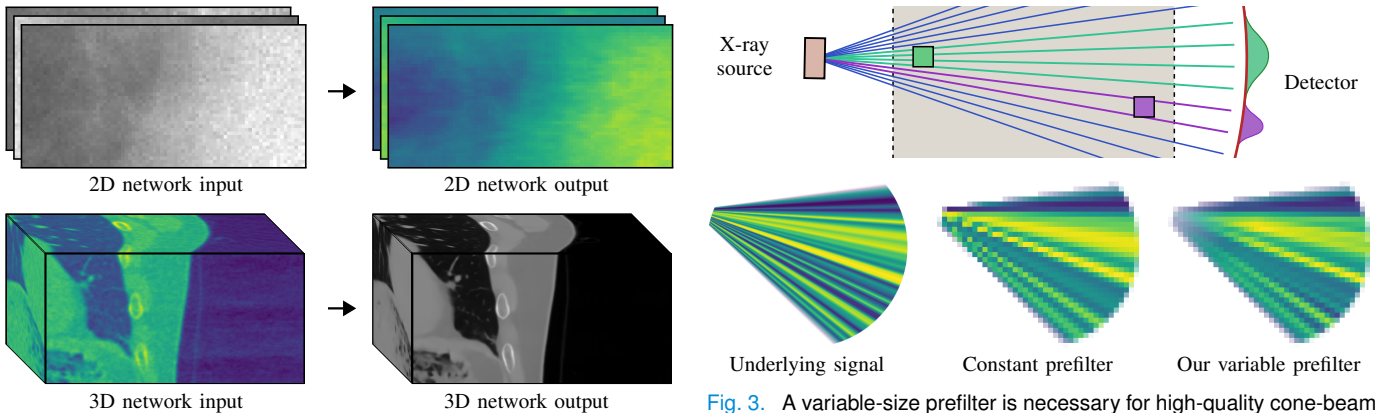 2D network input
2D network output
3D network input
3D network output
X-ray
source
Detector
Underlying signal
Constant prefilter
Our variable prefilter
Fig. 3. A variable-size prefilter is necessary for high-quality cone-beam